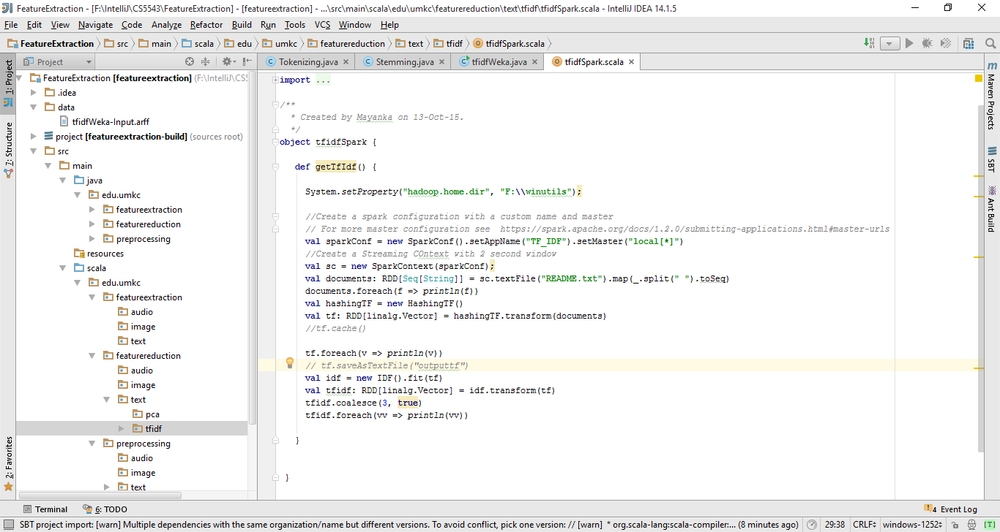 FeatureExtraction - [F:\IntelliJ\CS5543\FeatureExtraction] - [featureextraction] - ...\src\main\scala\edu\umkc\featurereduction\text\tfidf\tfidfSpark.scala - IntelliJ IDEA 14.1.5
File Edit View Navigate Code Analyze Refactor Build Run Tools VCS Window Help
FeatureExtraction src main scala edu umkc featurereduction text tfidf tfidfSpark.scala
Project
Tokenizing.java Stemming.java tfidfWeka.java tfidfSpark.scala
1: Project
7: Structure
2: Favorites
FeatureExtraction [featureextraction] (F:\IntelliJ\CS5
.idea
data
tfidfWeka-Input.arff
project [featureextraction-build] (sources root)
src
main
java
edu.umkc
featureextraction
featurereduction
preprocessing
resources
scala
edu.umkc
featureextraction
audio
image
text
featurereduction
audio
image
text
pca
tfidf
preprocessing
audio
image
text
import ...
/**
* Created by Mayanka on 13-Oct-15.
*/
object tfidfSpark {
def getTfIdf() {
System.setProperty("hadoop.home.dir", "F:\\winutils");
//Create a spark configuration with a custom name and master
// For more master configuration see  https://spark.apache.org/docs/1.2.0/submitting-applications.html#master-urls
val sparkConf = new SparkConf().setAppName("TF_IDF").setMaster("local[*]")
//Create a Streaming COntext with 2 second window
val sc = new SparkContext(sparkConf);
val documents: RDD[Seq[String]] = sc.textFile("README.txt").map(_.split(" ").toSeq)
documents.foreach(f => println(f))
val hashingTF = new HashingTF()
val tf: RDD[linalg.Vector] = hashingTF.transform(documents)
//tf.cache()
tf.foreach(v => println(v))
// tf.saveAsTextFile("outputtf")
val idf = new IDF().fit(tf)
val tfidf: RDD[linalg.Vector] = idf.transform(tf)
tfidf.coalesce(3, true)
tfidf.foreach(vv => println(vv))
}
}
Maven Projects
SBT
Ant Build
Terminal 6: TODO 4 Event Log
SBT project import: [warn] Multiple dependencies with the same organization/name but different versions. To avoid conflict, pick one version: // [warn]  * org.scala-lang:scala-compiler:... (8 minutes ago) 29:38 CRLF windows-1252 [T]